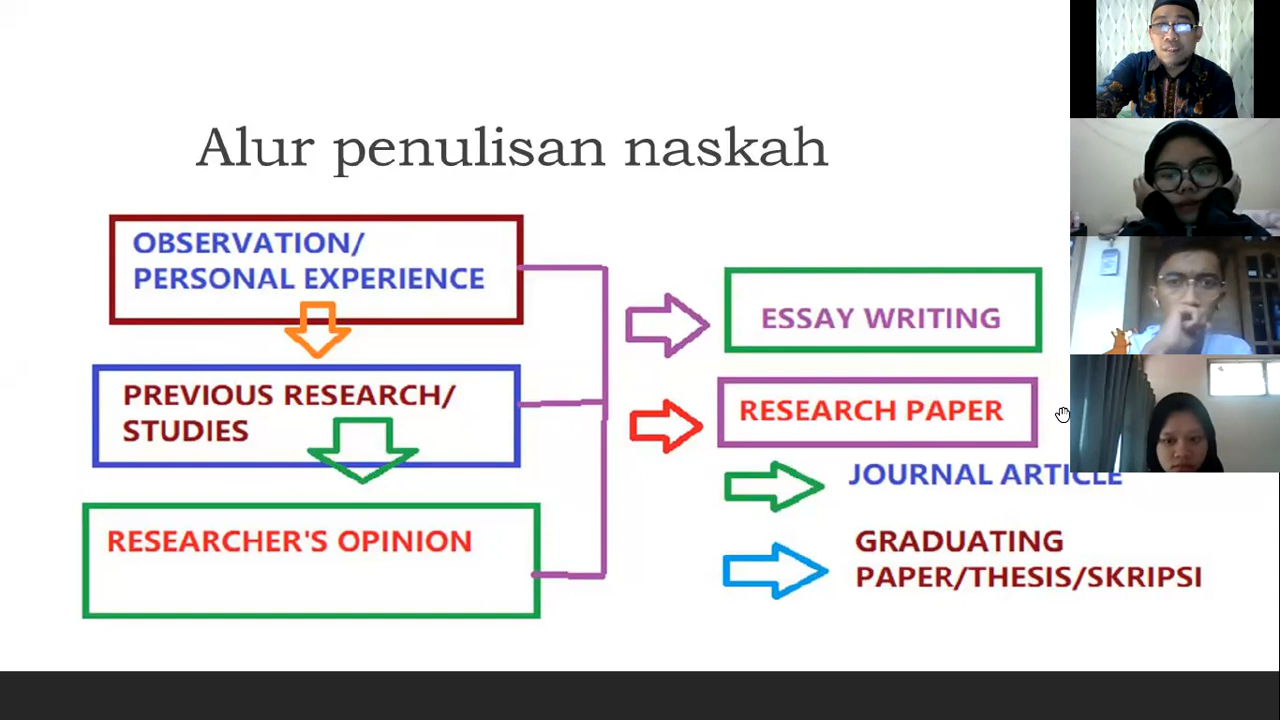 Alur penulisan naskah
OBSERVATION/
PERSONAL EXPERIENCE
PREVIOUS RESEARCH/
STUDIES
RESEARCHER'S OPINION
ESSAY WRITING
RESEARCH PAPER
JOURNAL ARTICLE
GRADUATING
PAPER/THESIS/SKRIPSI